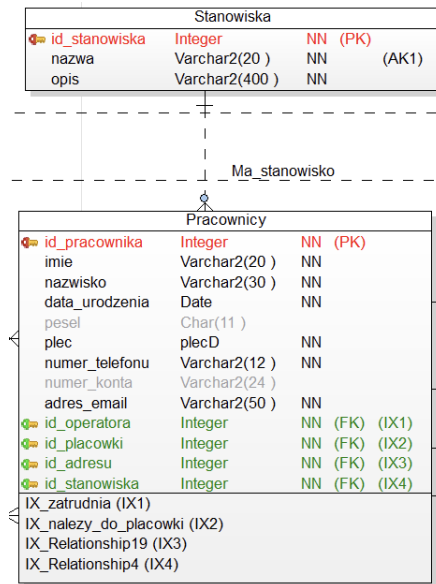 Stanowiska
id_stanowiska Integer NN (PK)
nazwa Varchar2(20 ) NN (AK1)
opis Varchar2(400 ) NN
Ma_stanowisko
Pracownicy
id_pracownika Integer NN (PK)
imie Varchar2(20 ) NN
nazwisko Varchar2(30 ) NN
data_urodzenia Date NN
pesel Char(11 )
plec plecD NN
numer_telefonu Varchar2(12 ) NN
numer_konta Varchar2(24 )
adres_email Varchar2(50 ) NN
id_operatora Integer NN (FK) (IX1)
id_placowki Integer NN (FK) (IX2)
id_adresu Integer NN (FK) (IX3)
id_stanowiska Integer NN (FK) (IX4)
IX_zatrudnia (IX1)
IX_nalezy_do_placowki (IX2)
IX_Relationship19 (IX3)
IX_Relationship4 (IX4)